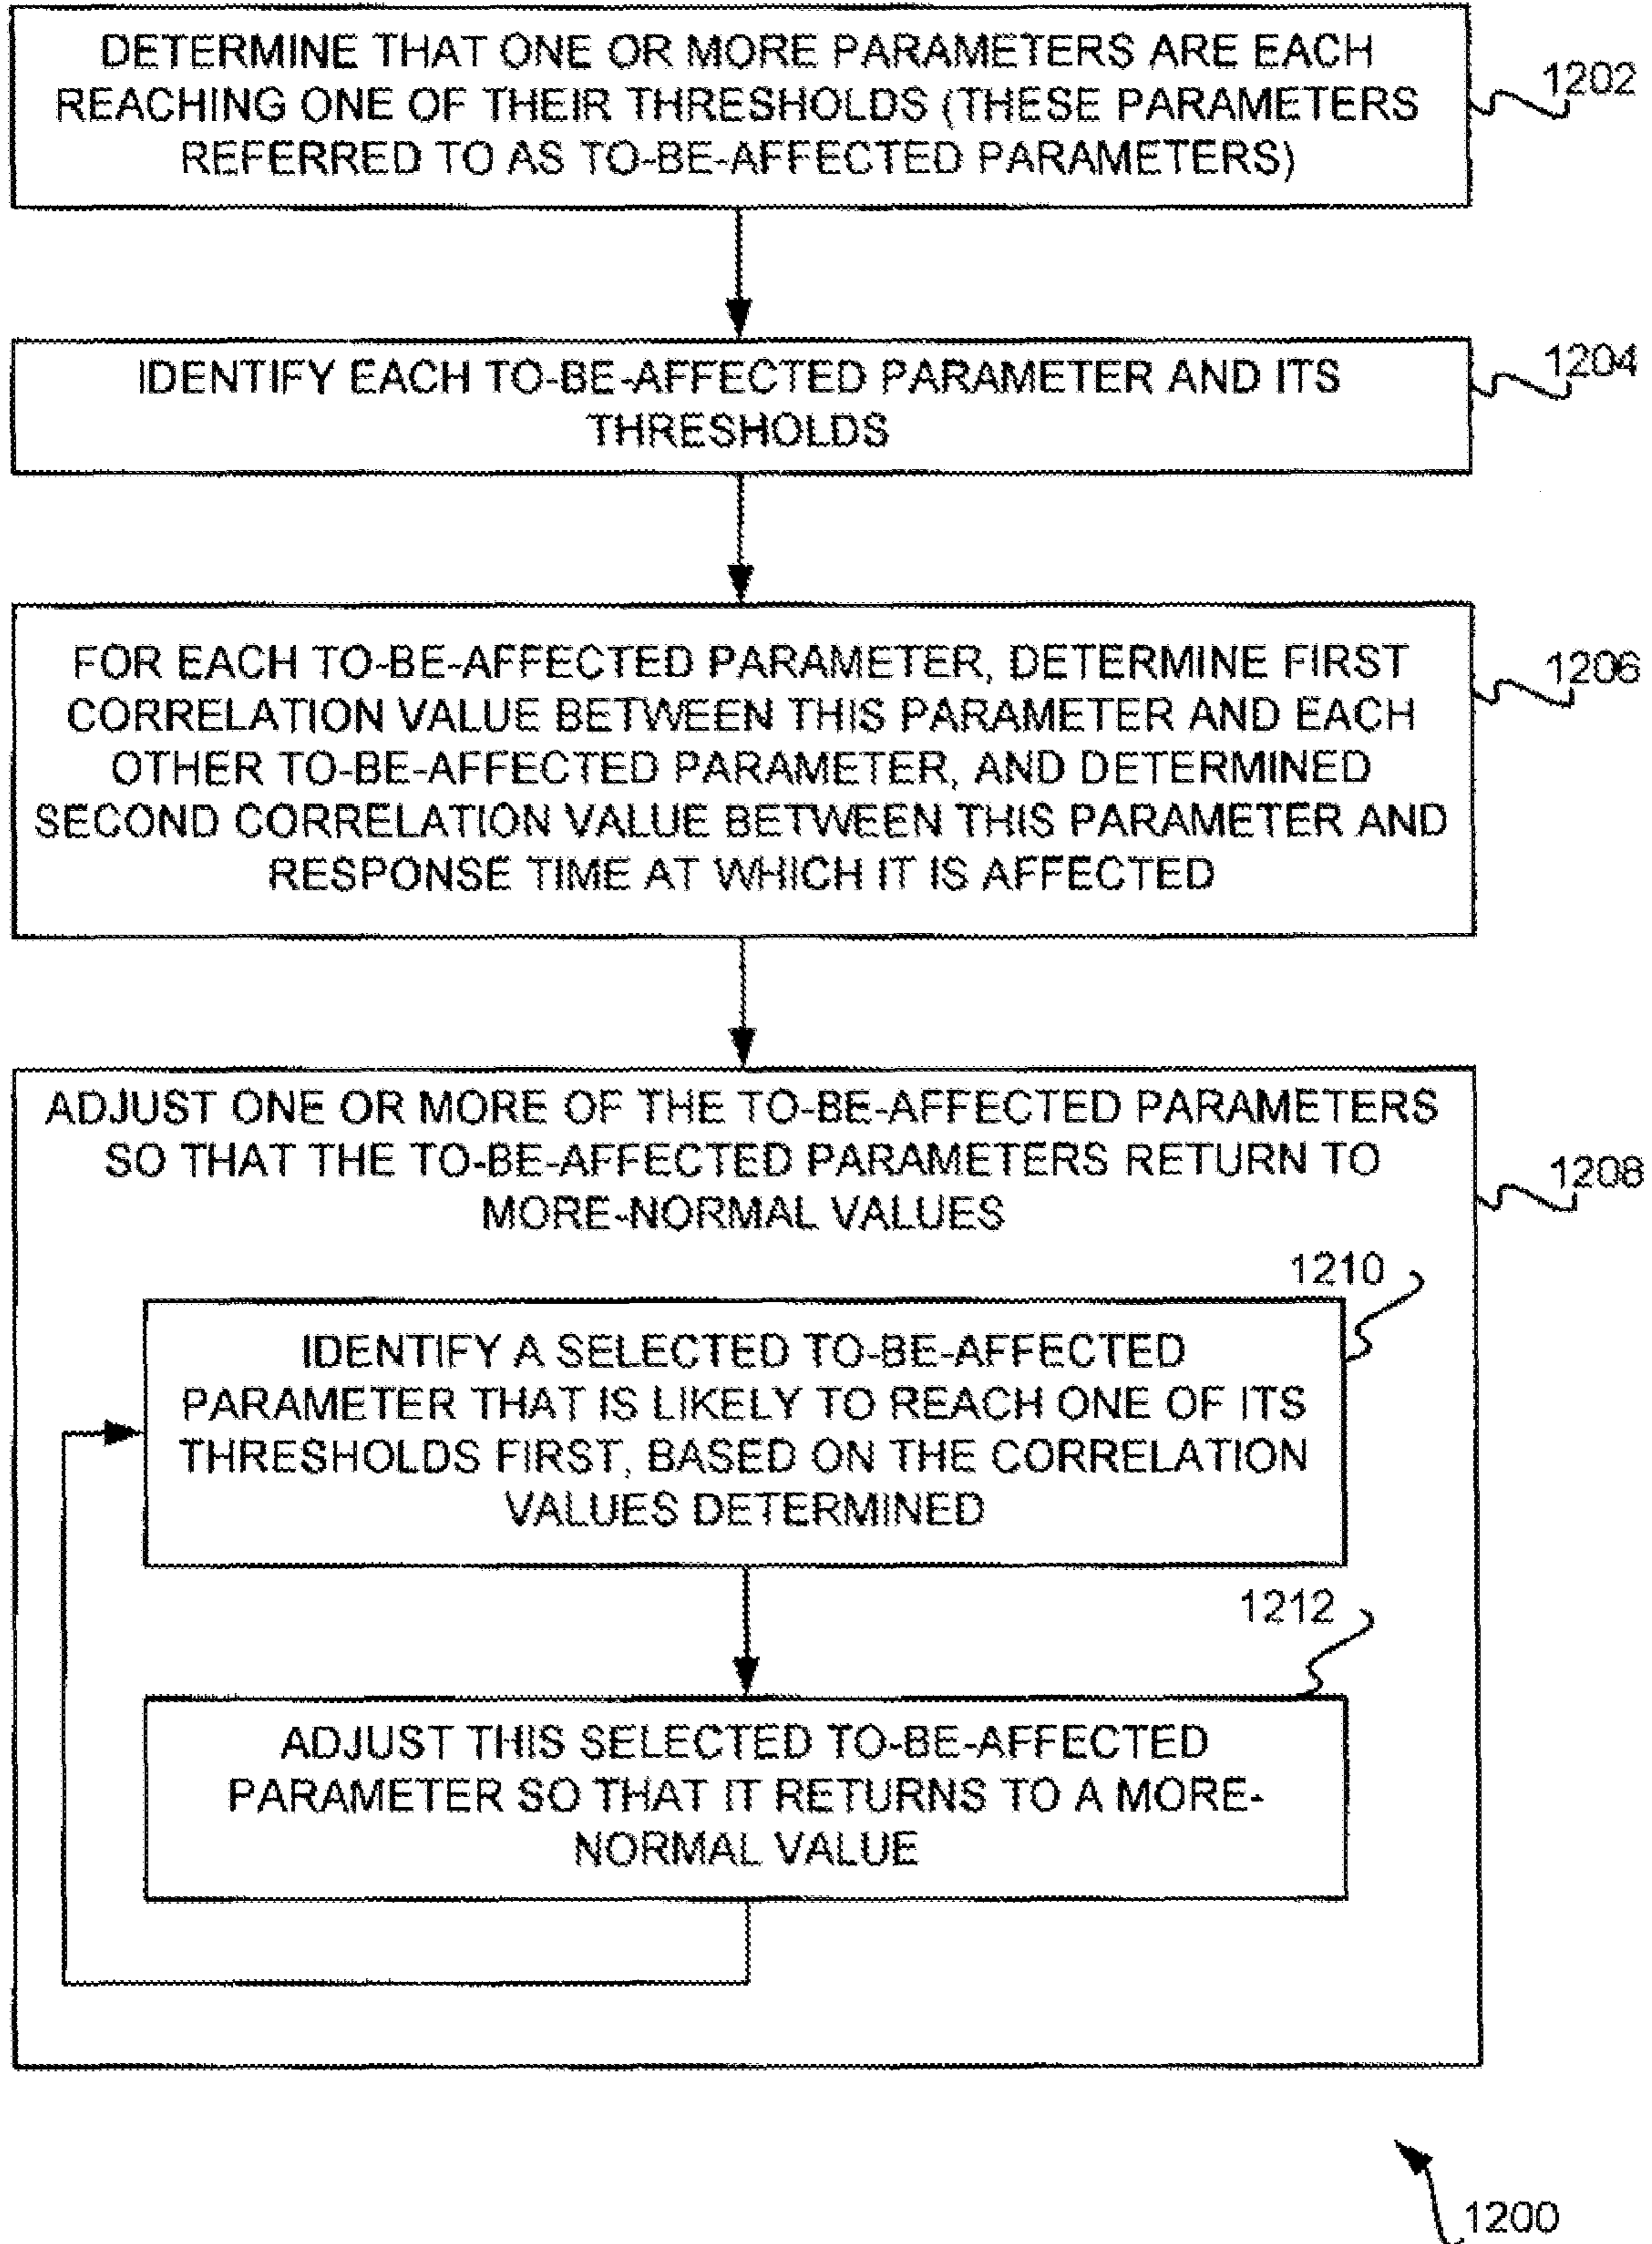 DETERMINE THAT ONE OR MORE PARAMETERS ARE EACH
REACHING ONE OF THEIR THRESHOLDS (THESE PARAMETERS
REFERRED TO AS TO-BE-AFFECTED PARAMETERS)
1202
IDENTIFY EACH TO-BE-AFFECTED PARAMETER AND ITS
THRESHOLDS
1204
FOR EACH TO-BE-AFFECTED PARAMETER, DETERMINE FIRST
CORRELATION VALUE BETWEEN THIS PARAMETER AND EACH
OTHER TO-BE-AFFECTED PARAMETER, AND DETERMINED
SECOND CORRELATION VALUE BETWEEN THIS PARAMETER AND
RESPONSE TIME AT WHICH IT IS AFFECTED
1206
ADJUST ONE OR MORE OF THE TO-BE-AFFECTED PARAMETERS
SO THAT THE TO-BE-AFFECTED PARAMETERS RETURN TO
MORE-NORMAL VALUES
1208
1210
IDENTIFY A SELECTED TO-BE-AFFECTED
PARAMETER THAT IS LIKELY TO REACH ONE OF ITS
THRESHOLDS FIRST, BASED ON THE CORRELATION
VALUES DETERMINED
1212
ADJUST THIS SELECTED TO-BE-AFFECTED
PARAMETER SO THAT IT RETURNS TO A MORE-
NORMAL VALUE
1200